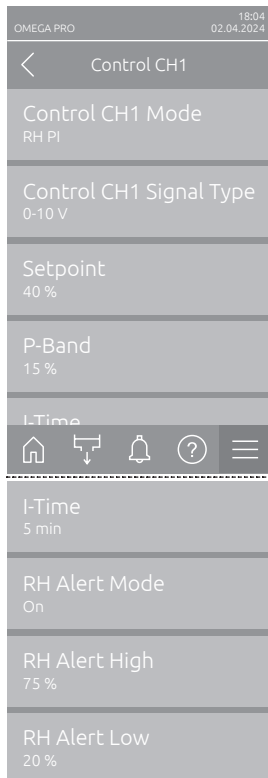 18:04
OMEGA PRO
02.04.2024
Control CH1
Control CH1 Mode
RH PI
Control CH1 Signal Type
0-10 V
Setpoint
40 %
P-Band
15 %
I-Time
?
I-Time
5 min
RH Alert Mode
On
RH Alert High
75 %
RH Alert Low
20 %